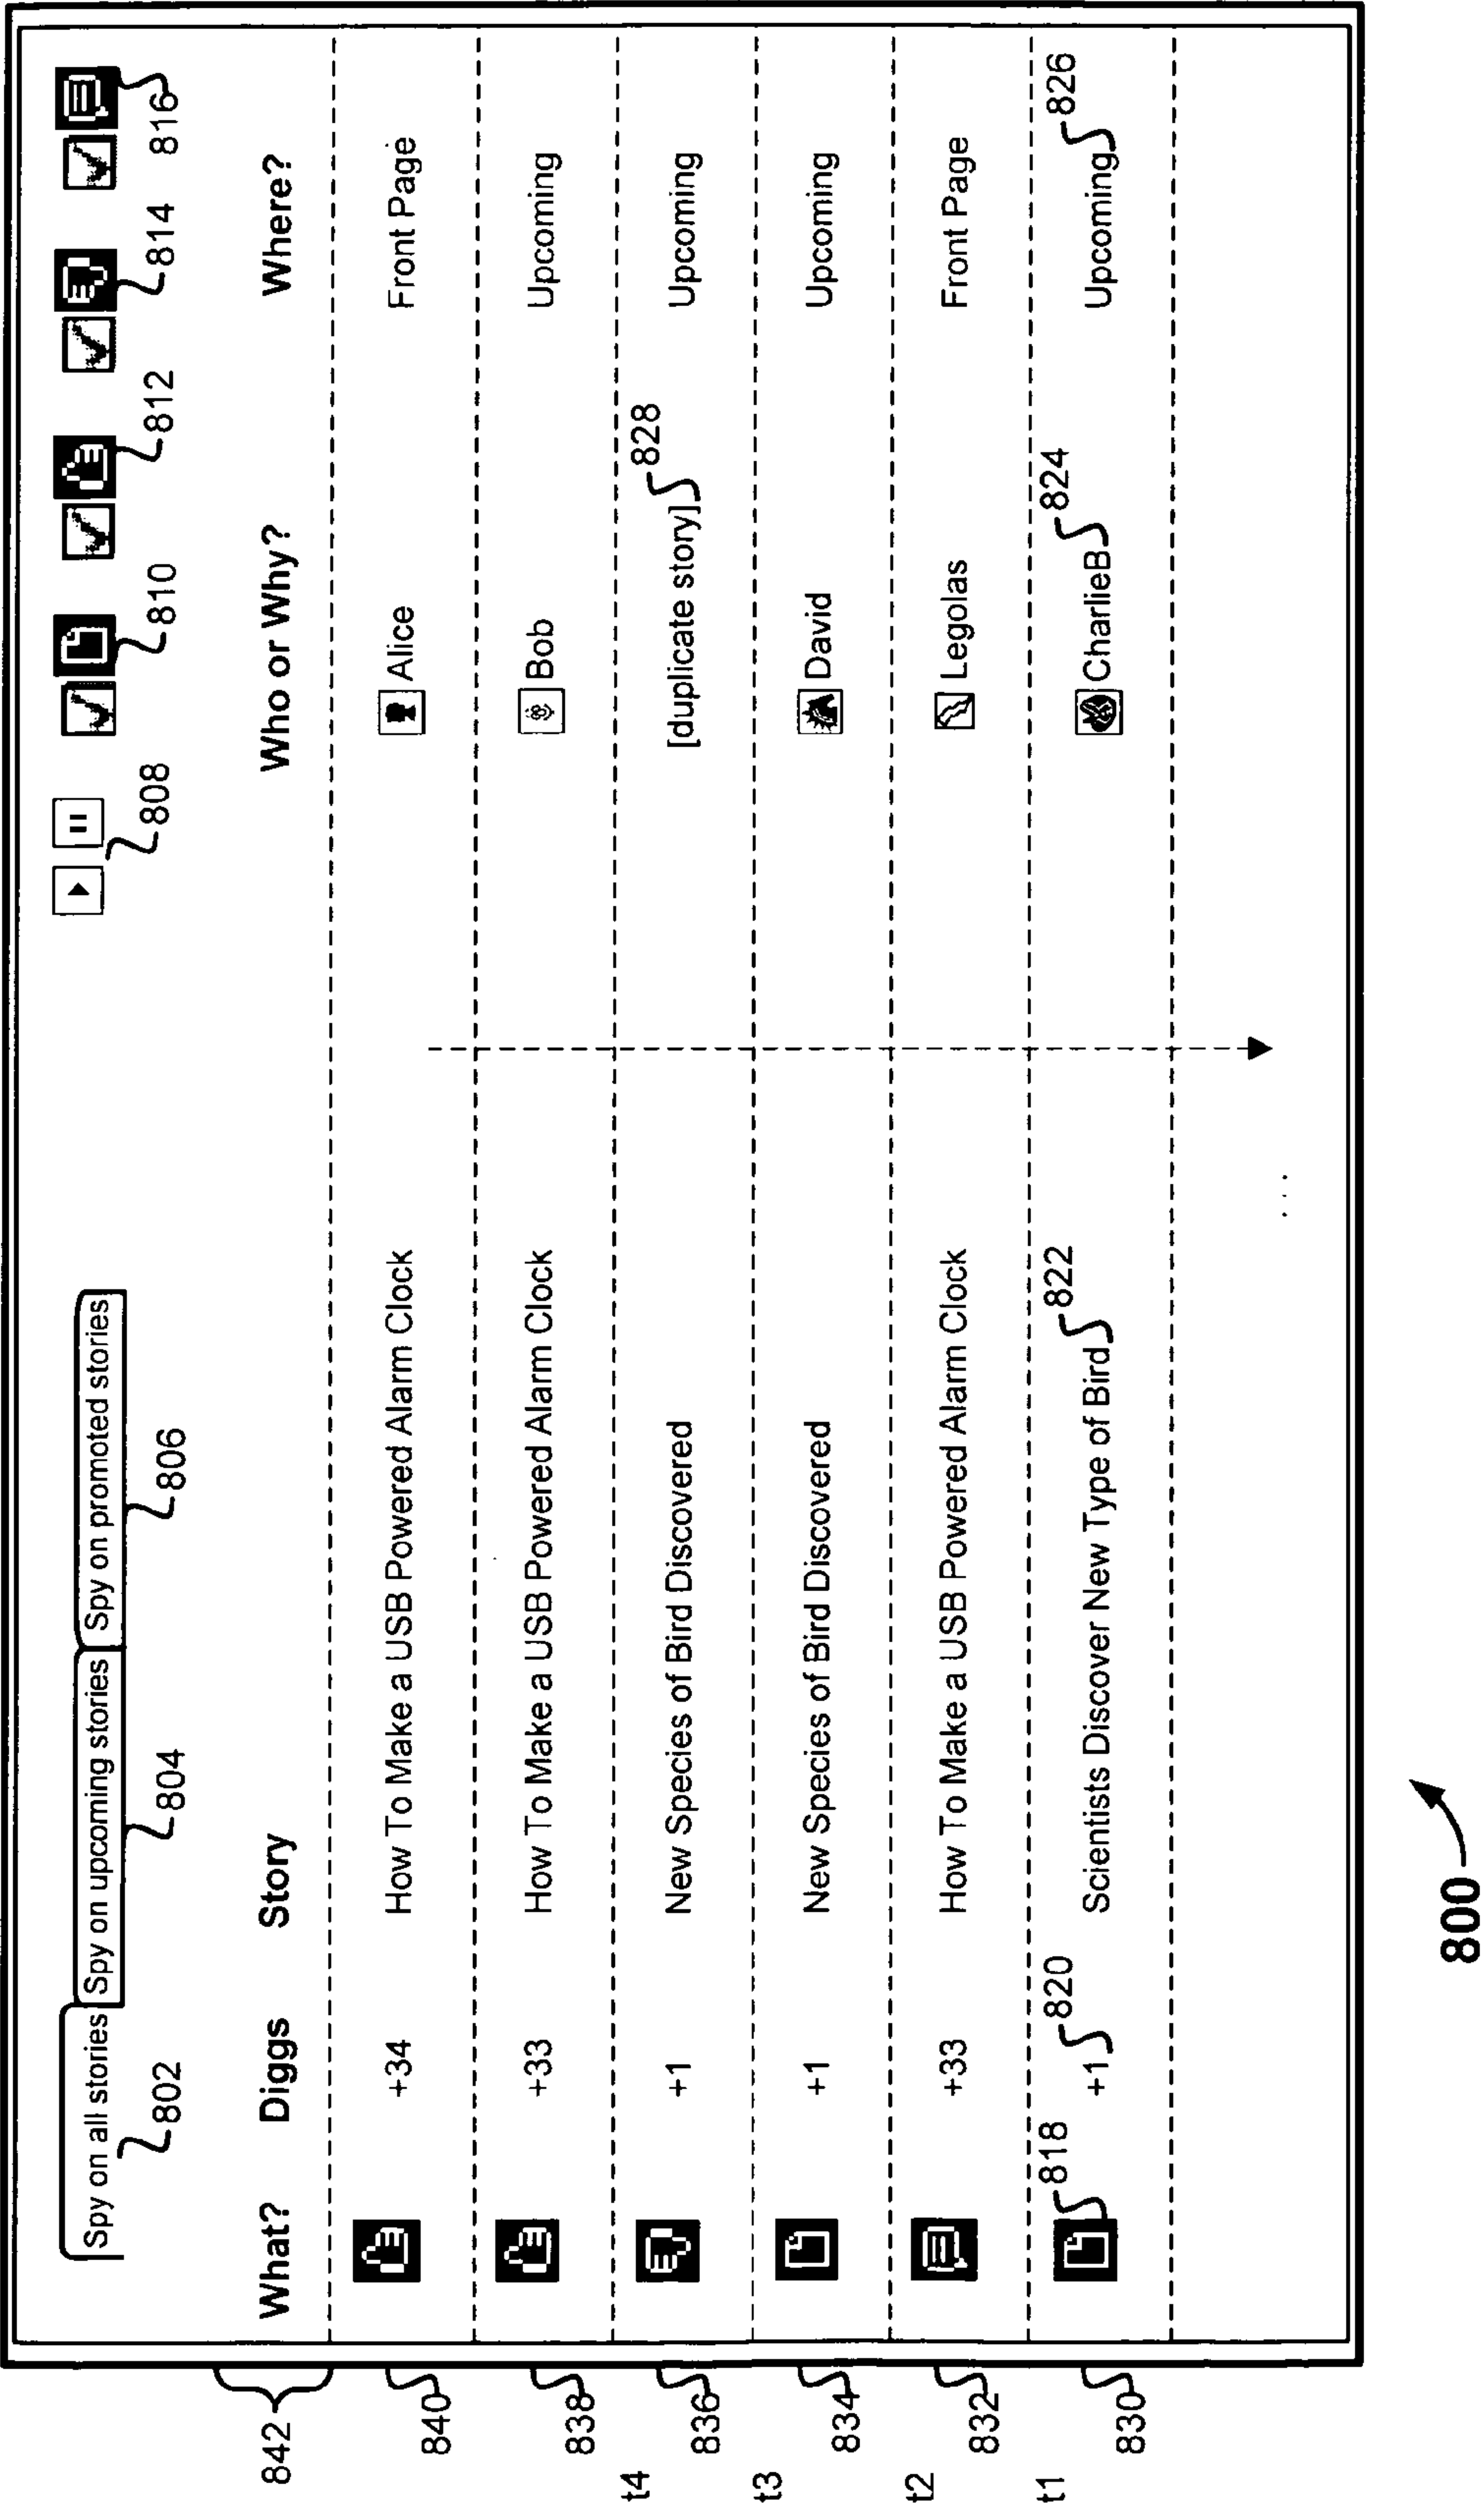 Spy on all stories Spy on upcoming stories Spy on promoted stories
802 804 806 808 810 812 814 816
842 What? Diggs Story Who or Why? Where?
840 +34 How To Make a USB Powered Alarm Clock Alice Front Page
838 +33 How To Make a USB Powered Alarm Clock Bob Upcoming
828
t4 836 +1 New Species of Bird Discovered [duplicate story] Upcoming
t3 834 +1 New Species of Bird Discovered David Upcoming
t2 832 +33 How To Make a USB Powered Alarm Clock Legolas Front Page
818 820 822 824 826
t1 830 +1 Scientists Discover New Type of Bird CharlieB Upcoming
...
800